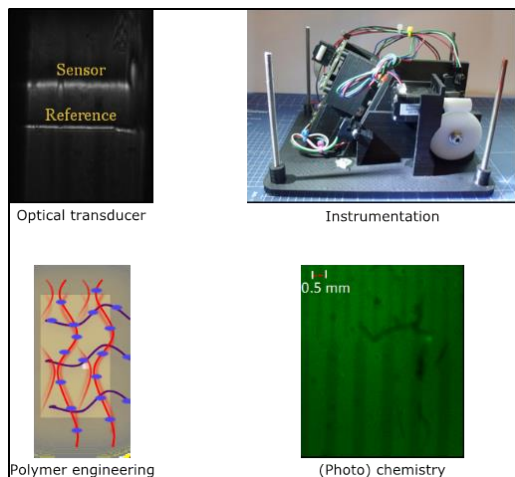 Sensor
Reference
Optical transducer
Instrumentation
0.5 mm
Polymer engineering
(Photo) chemistry